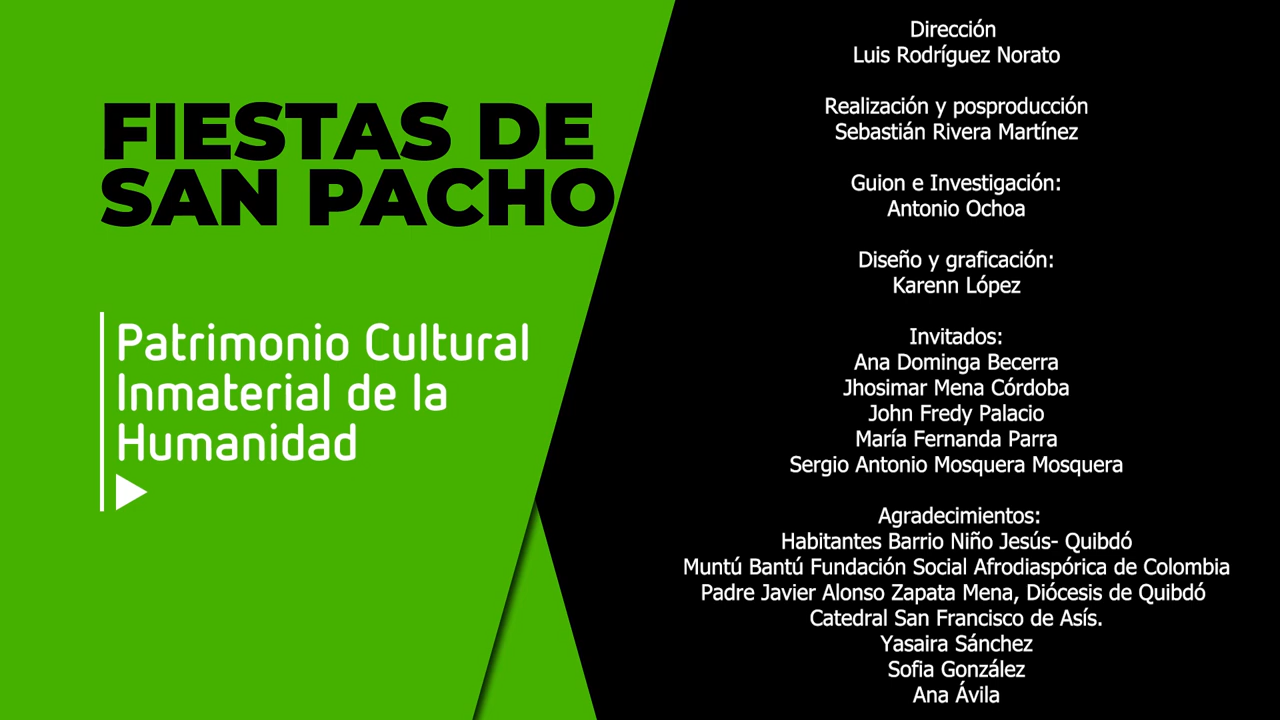 FIESTAS DE
SAN PACHO
Patrimonio Cultural
Inmaterial de la
Humanidad
Dirección
Luis Rodríguez Norato
Realización y posproducción
Sebastián Rivera Martínez
Guion e Investigación:
Antonio Ochoa
Diseño y graficación:
Karenn López
Invitados:
Ana Dominga Becerra
Jhosimar Mena Córdoba
John Fredy Palacio
María Fernanda Parra
Sergio Antonio Mosquera Mosquera
Agradecimientos:
Habitantes Barrio Niño Jesús- Quibdó
Muntú Bantú Fundación Social Afrodiaspórica de Colombia
Padre Javier Alonso Zapata Mena, Diócesis de Quibdó
Catedral San Francisco de Asís.
Yasaira Sánchez
Sofia González
Ana Ávila